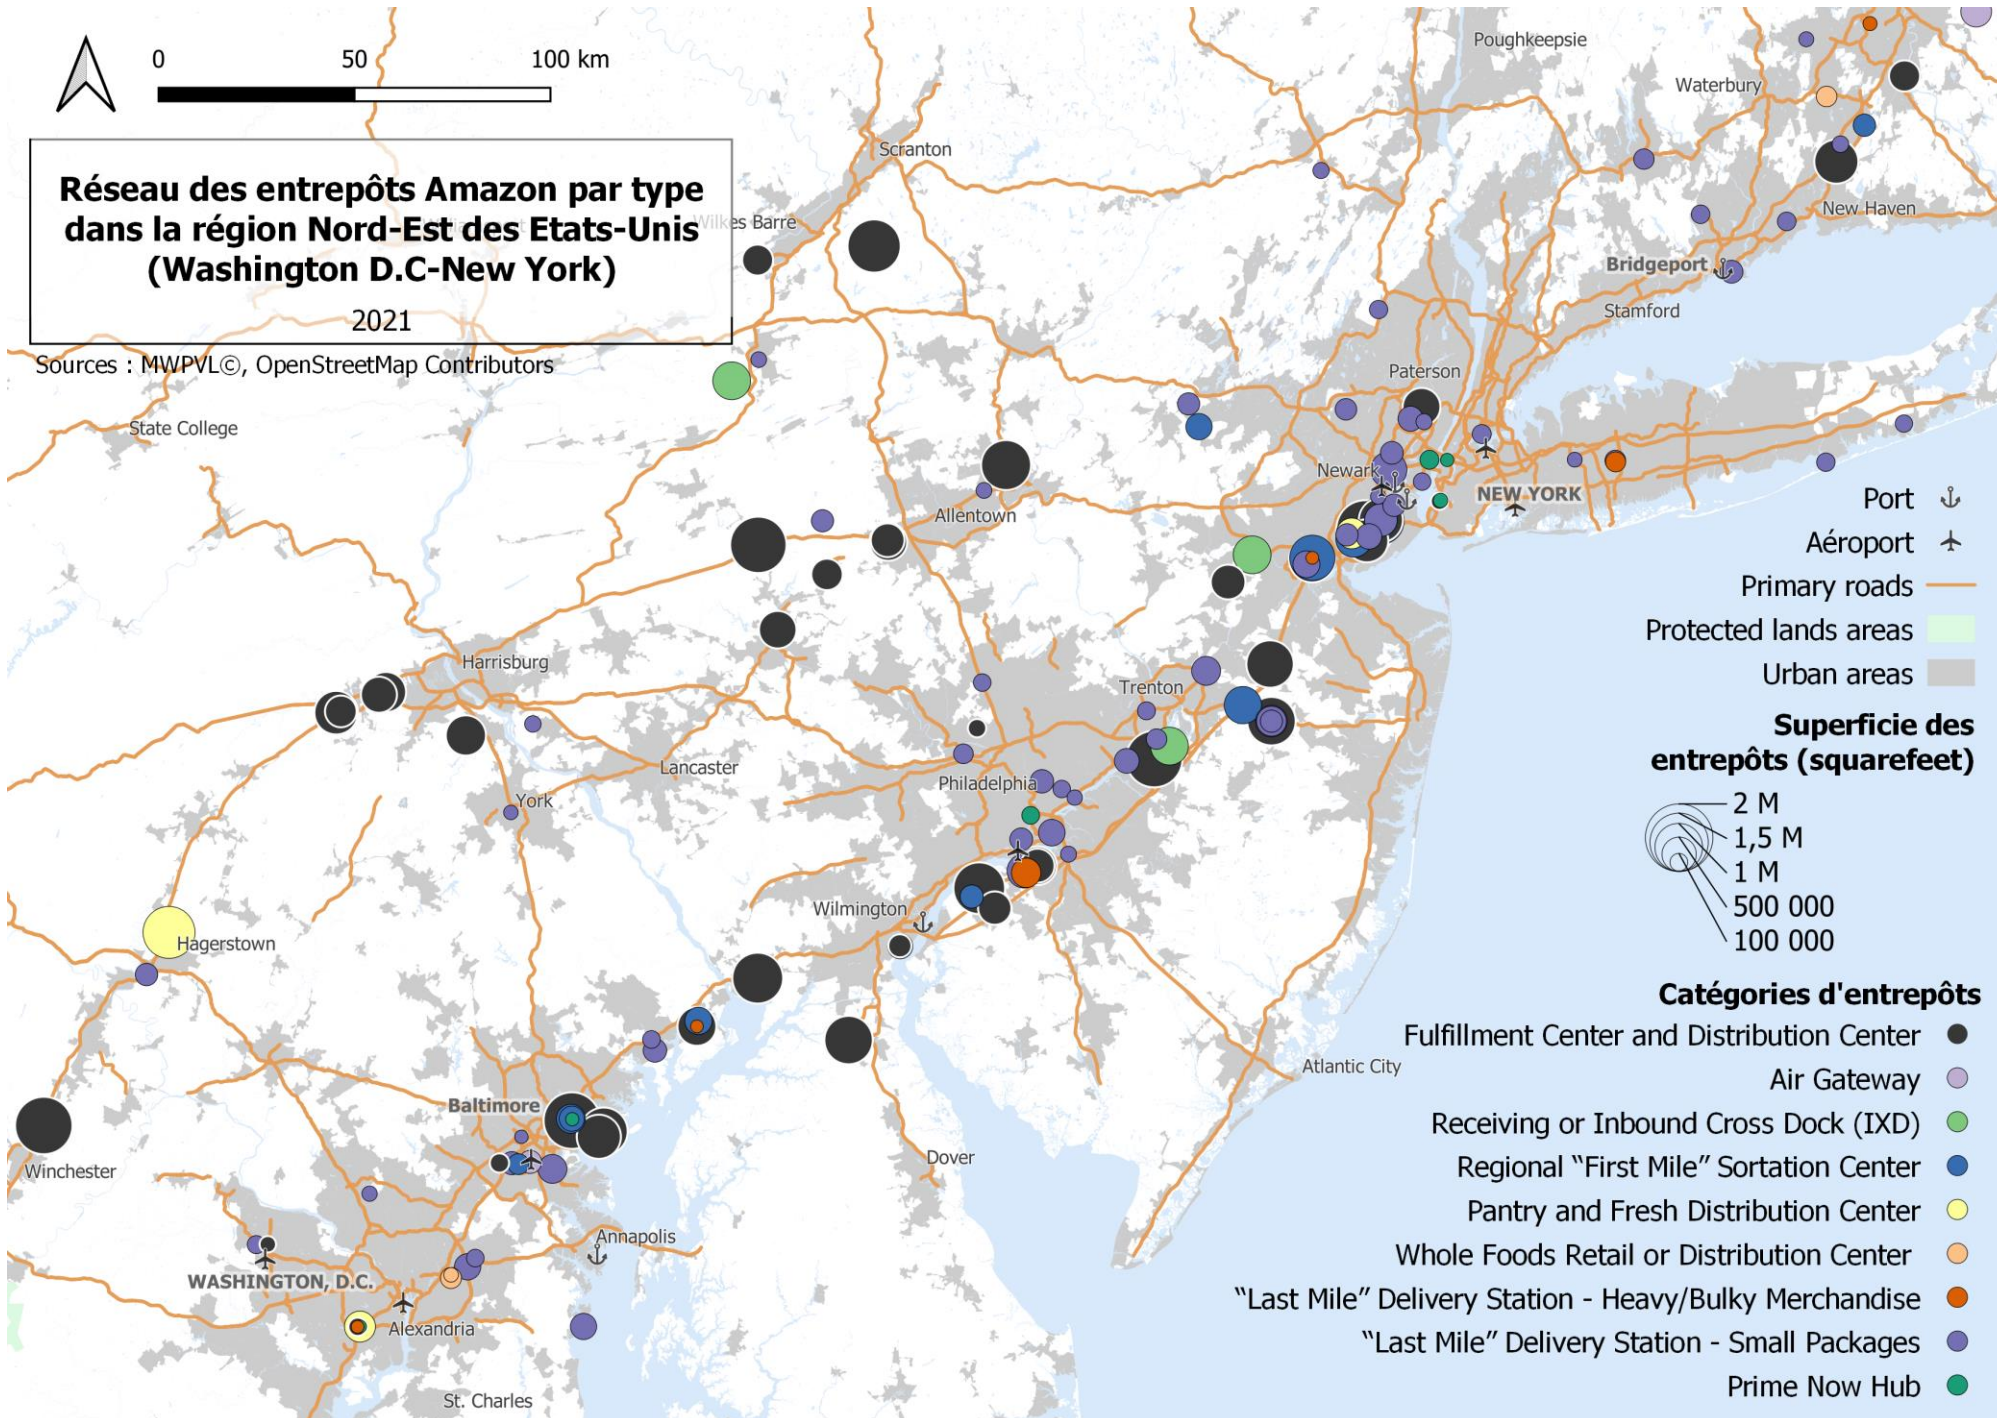 0 50 100 km
Réseau des entrepôts Amazon par type
dans la région Nord-Est des Etats-Unis
(Washington D.C-New York)
2021
Sources : MWPVL©, OpenStreetMap Contributors
Poughkeepsie
Waterbury
Scranton
Wilkes Barre
New Haven
Bridgeport
Stamford
Paterson
State College
Newark
NEW YORK
Allentown
Harrisburg
Trenton
Lancaster
Philadelphia
York
Wilmington
Hagerstown
Atlantic City
Baltimore
Winchester
Dover
Annapolis
WASHINGTON, D.C.
Alexandria
St. Charles
Port
Aéroport
Primary roads
Protected lands areas
Urban areas
Superficie des
entrepôts (squarefeet)
2 M
1,5 M
1 M
500 000
100 000
Catégories d'entrepôts
Fulfillment Center and Distribution Center
Air Gateway
Receiving or Inbound Cross Dock (IXD)
Regional “First Mile” Sortation Center
Pantry and Fresh Distribution Center
Whole Foods Retail or Distribution Center
“Last Mile” Delivery Station - Heavy/Bulky Merchandise
“Last Mile” Delivery Station - Small Packages
Prime Now Hub